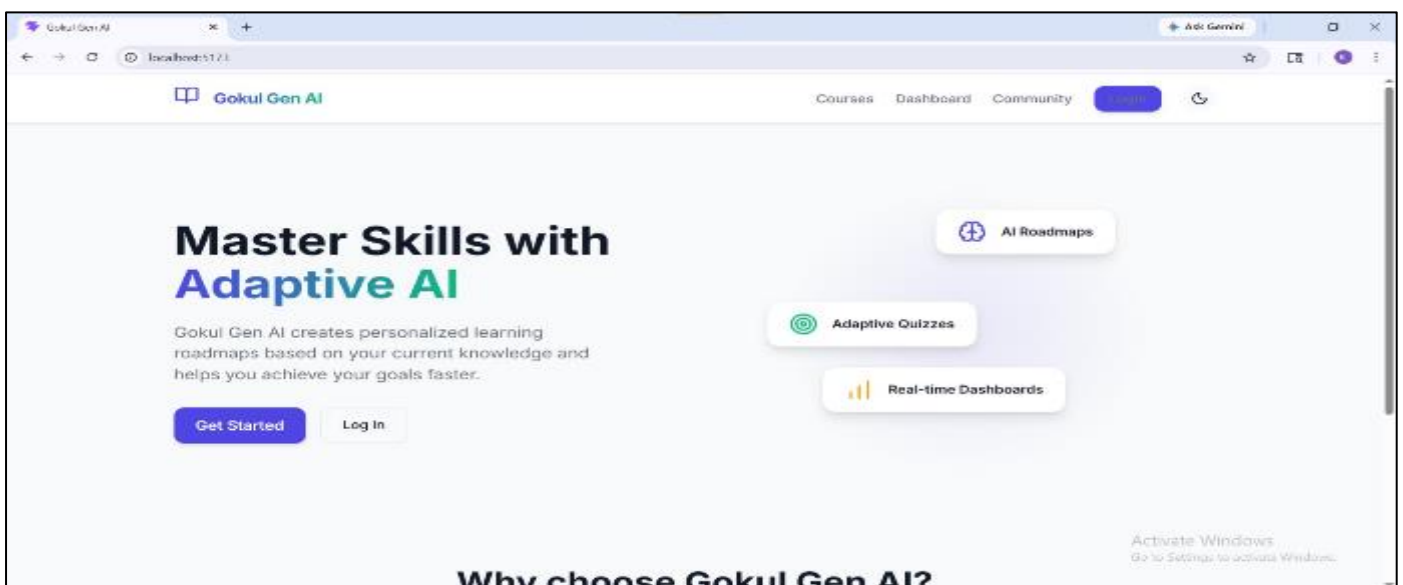 Gokul Gen AI
Ask Gemini
Gokul Gen AI
Courses Dashboard Community Login
Master Skills with
Adaptive AI
Gokul Gen AI creates personalized learning
roadmaps based on your current knowledge and
helps you achieve your goals faster.
Get Started Log In
AI Roadmaps
Adaptive Quizzes
Real-time Dashboards
Activate Windows
Go to Settings to activate Windows.
Why choose Gokul Gen AI?